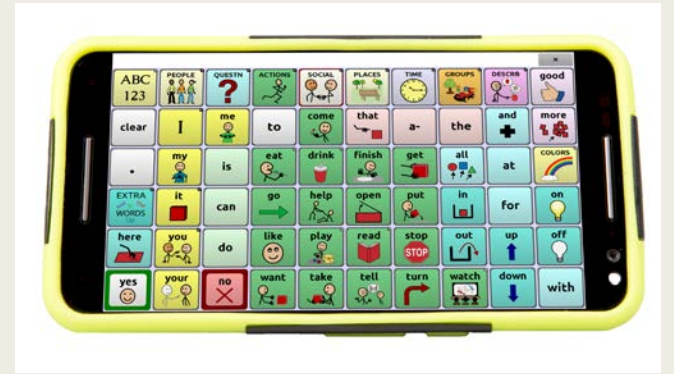 ×
ABC 123 PEOPLE QUESTN ACTIONS SOCIAL PLACES TIME GROUPS DESCRB good
clear I me to come that a- the and more
. my is eat drink finish get all at COLORS
EXTRA WORDS it can go help open put in for on
here you do like play read stop STOP out up off
yes your no want take tell turn watch down with